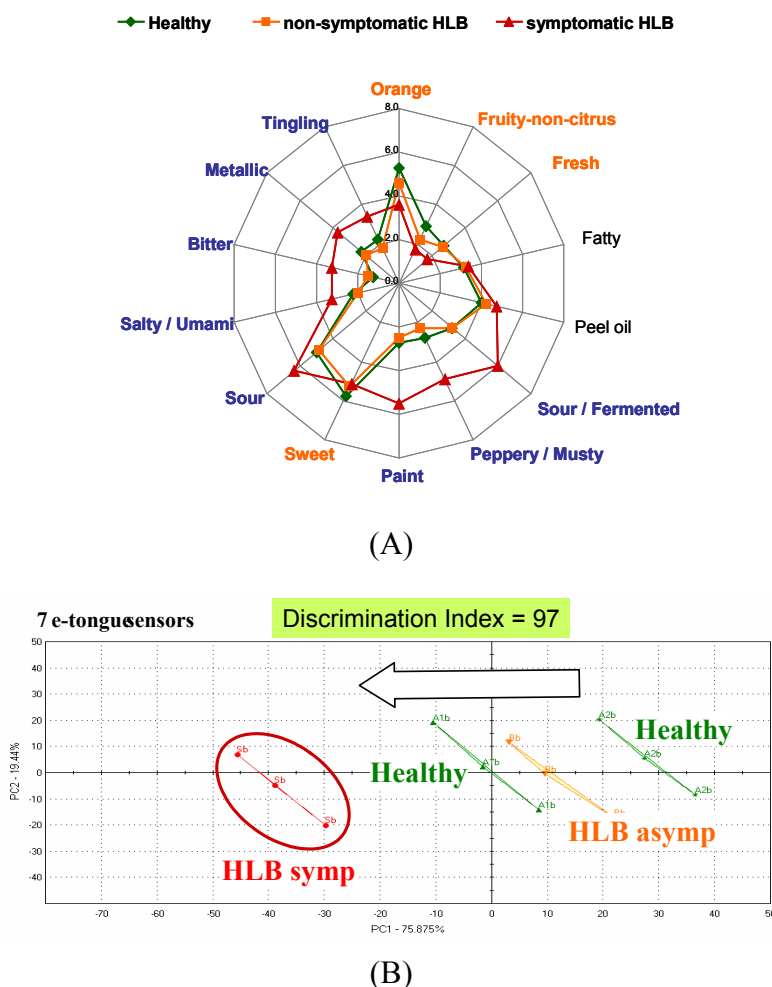 Healthy non-symptomatic HLB symptomatic HLB
Orange
8.0
Tingling
Fruity-non-citrus
6.0
Fresh
Metallic
4.0
Bitter
Fatty
2.0
0.0
Salty / Umami
Peel oil
Sour
Sour / Fermented
Sweet
Peppery / Musty
Paint
(A)
7 e-tonguesensors
Discrimination Index = 97
50
40
30
20
10
0
-10
-20
-30
-40
PC2 - 19.44%
A1b
A1b
Healthy
A2b
A2b
A2b
Healthy
Sb
Sb
Sb
HLB symp
Bb
HLB asymp
-70 -60 -50 -40 -30 -20 -10 0 10 20 30 40 50
PC1 - 75.875%
(B)